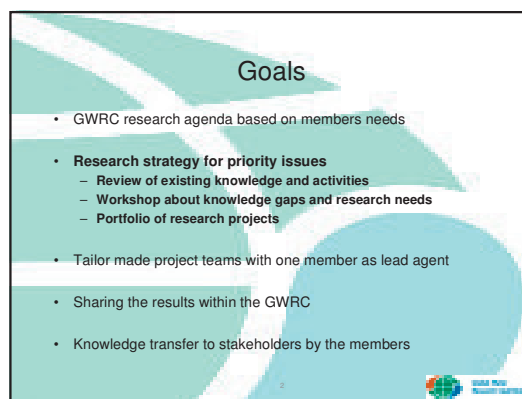 Goals
• GWRC research agenda based on members needs
• Research strategy for priority issues
– Review of existing knowledge and activities
– Workshop about knowledge gaps and research needs
– Portfolio of research projects
• Tailor made project teams with one member as lead agent
• Sharing the results within the GWRC
• Knowledge transfer to stakeholders by the members
2